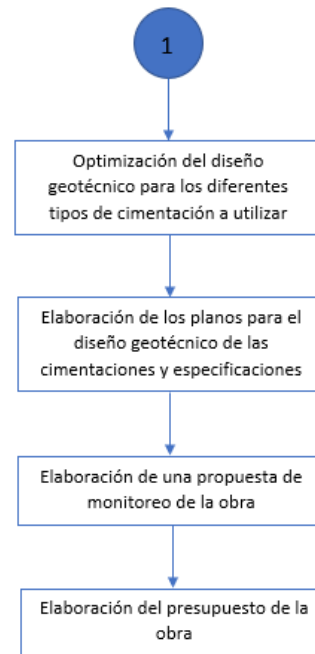 1
Optimización del diseño
geotécnico para los diferentes
tipos de cimentación a utilizar
Elaboración de los planos para el
diseño geotécnico de las
cimentaciones y especificaciones
Elaboración de una propuesta de
monitoreo de la obra
Elaboración del presupuesto de la
obra